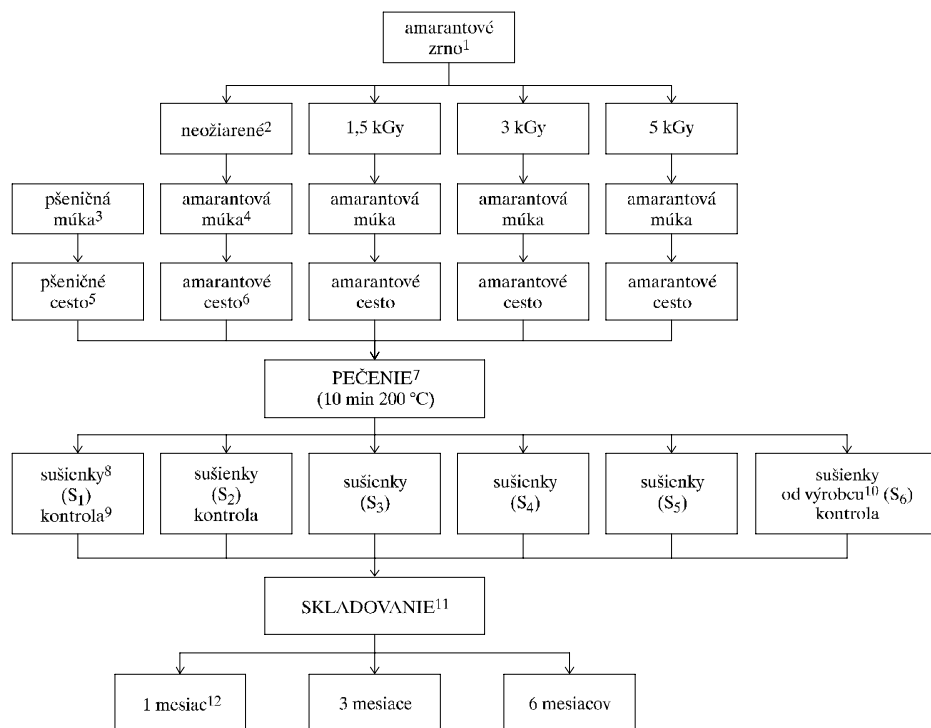 amarantové
zrno1
neožiarené2
1,5 kGy
3 kGy
5 kGy
pšeničná
múka3
amarantová
múka4
amarantová
múka
amarantová
múka
amarantová
múka
pšeničné
cesto5
amarantové
cesto6
amarantové
cesto
amarantové
cesto
amarantové
cesto
PEČENIE7
(10 min 200 °C)
sušienky8
(S1)
kontrola9
sušienky
(S2)
kontrola
sušienky
(S3)
sušienky
(S4)
sušienky
(S5)
sušienky
od výrobcu10 (S6)
kontrola
SKLADOVANIE11
1 mesiac12
3 mesiace
6 mesiacov